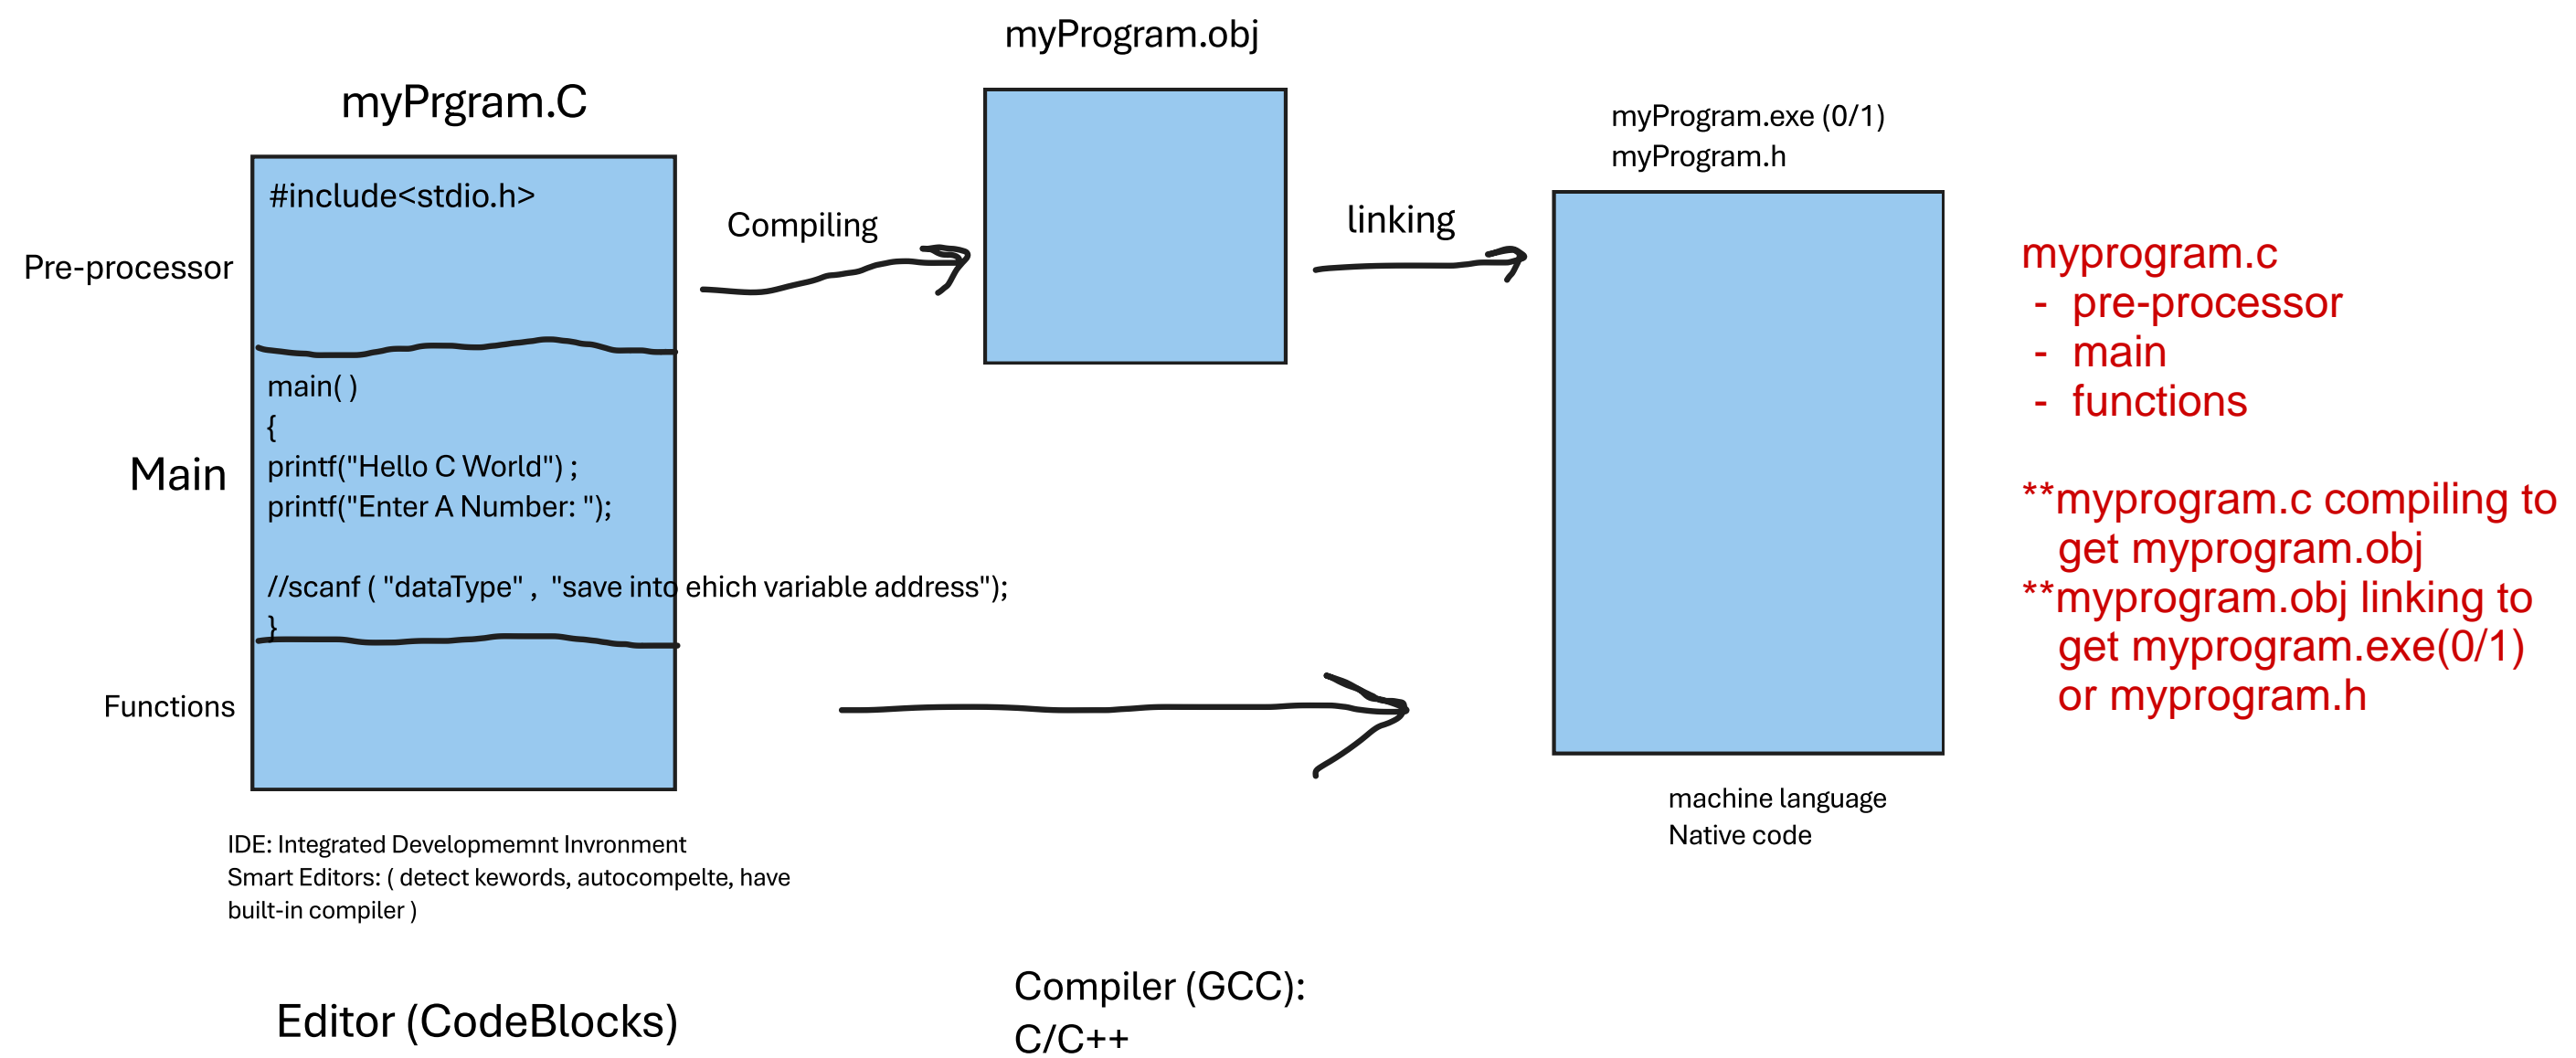 myProgram.obj
myPrgram.C
myProgram.exe (0/1)
myProgram.h
#include<stdio.h>
Compiling
linking
Pre-processor
main( )
{
Main
printf("Hello C World") ;
printf("Enter A Number: ");
//scanf ( "dataType" ,  "save into ehich variable address");
}
Functions
myprogram.c
- pre-processor
- main
- functions
**myprogram.c compiling to
get myprogram.obj
**myprogram.obj linking to
get myprogram.exe(0/1)
or myprogram.h
machine language
Native code
IDE: Integrated Developmemnt Invronment
Smart Editors: ( detect kewords, autocompelte, have
built-in compiler )
Editor (CodeBlocks)
Compiler (GCC):
C/C++